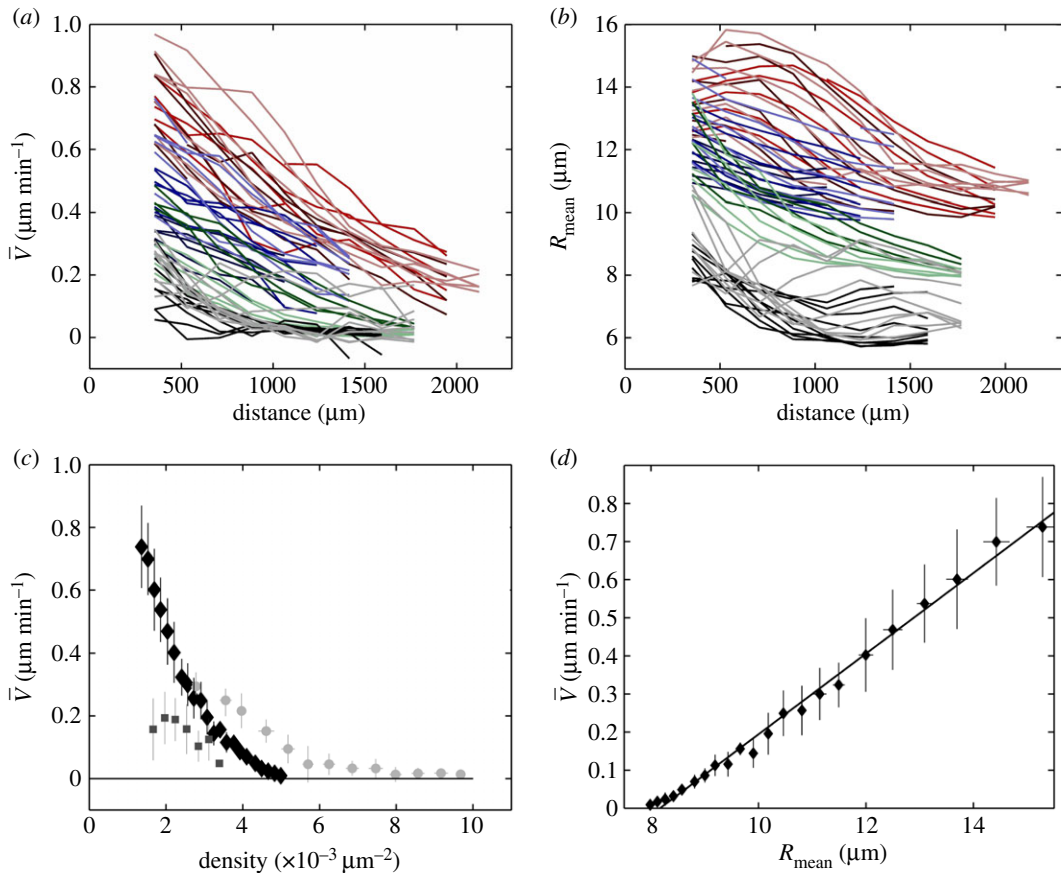 (a)
1.0
0.8
0.6
0.4
0.2
0
V̅ (µm min⁻¹)
0 500 1000 1500 2000
distance (µm)
(b)
16
14
12
10
8
6
R_mean (µm)
0 500 1000 1500 2000
distance (µm)
(c)
1.0
0.8
0.6
0.4
0.2
0
V̅ (µm min⁻¹)
0 2 4 6 8 10
density (×10⁻³ µm⁻²)
(d)
0.8
0.7
0.6
0.5
0.4
0.3
0.2
0.1
0
V̅ (µm min⁻¹)
8 10 12 14
R_mean (µm)